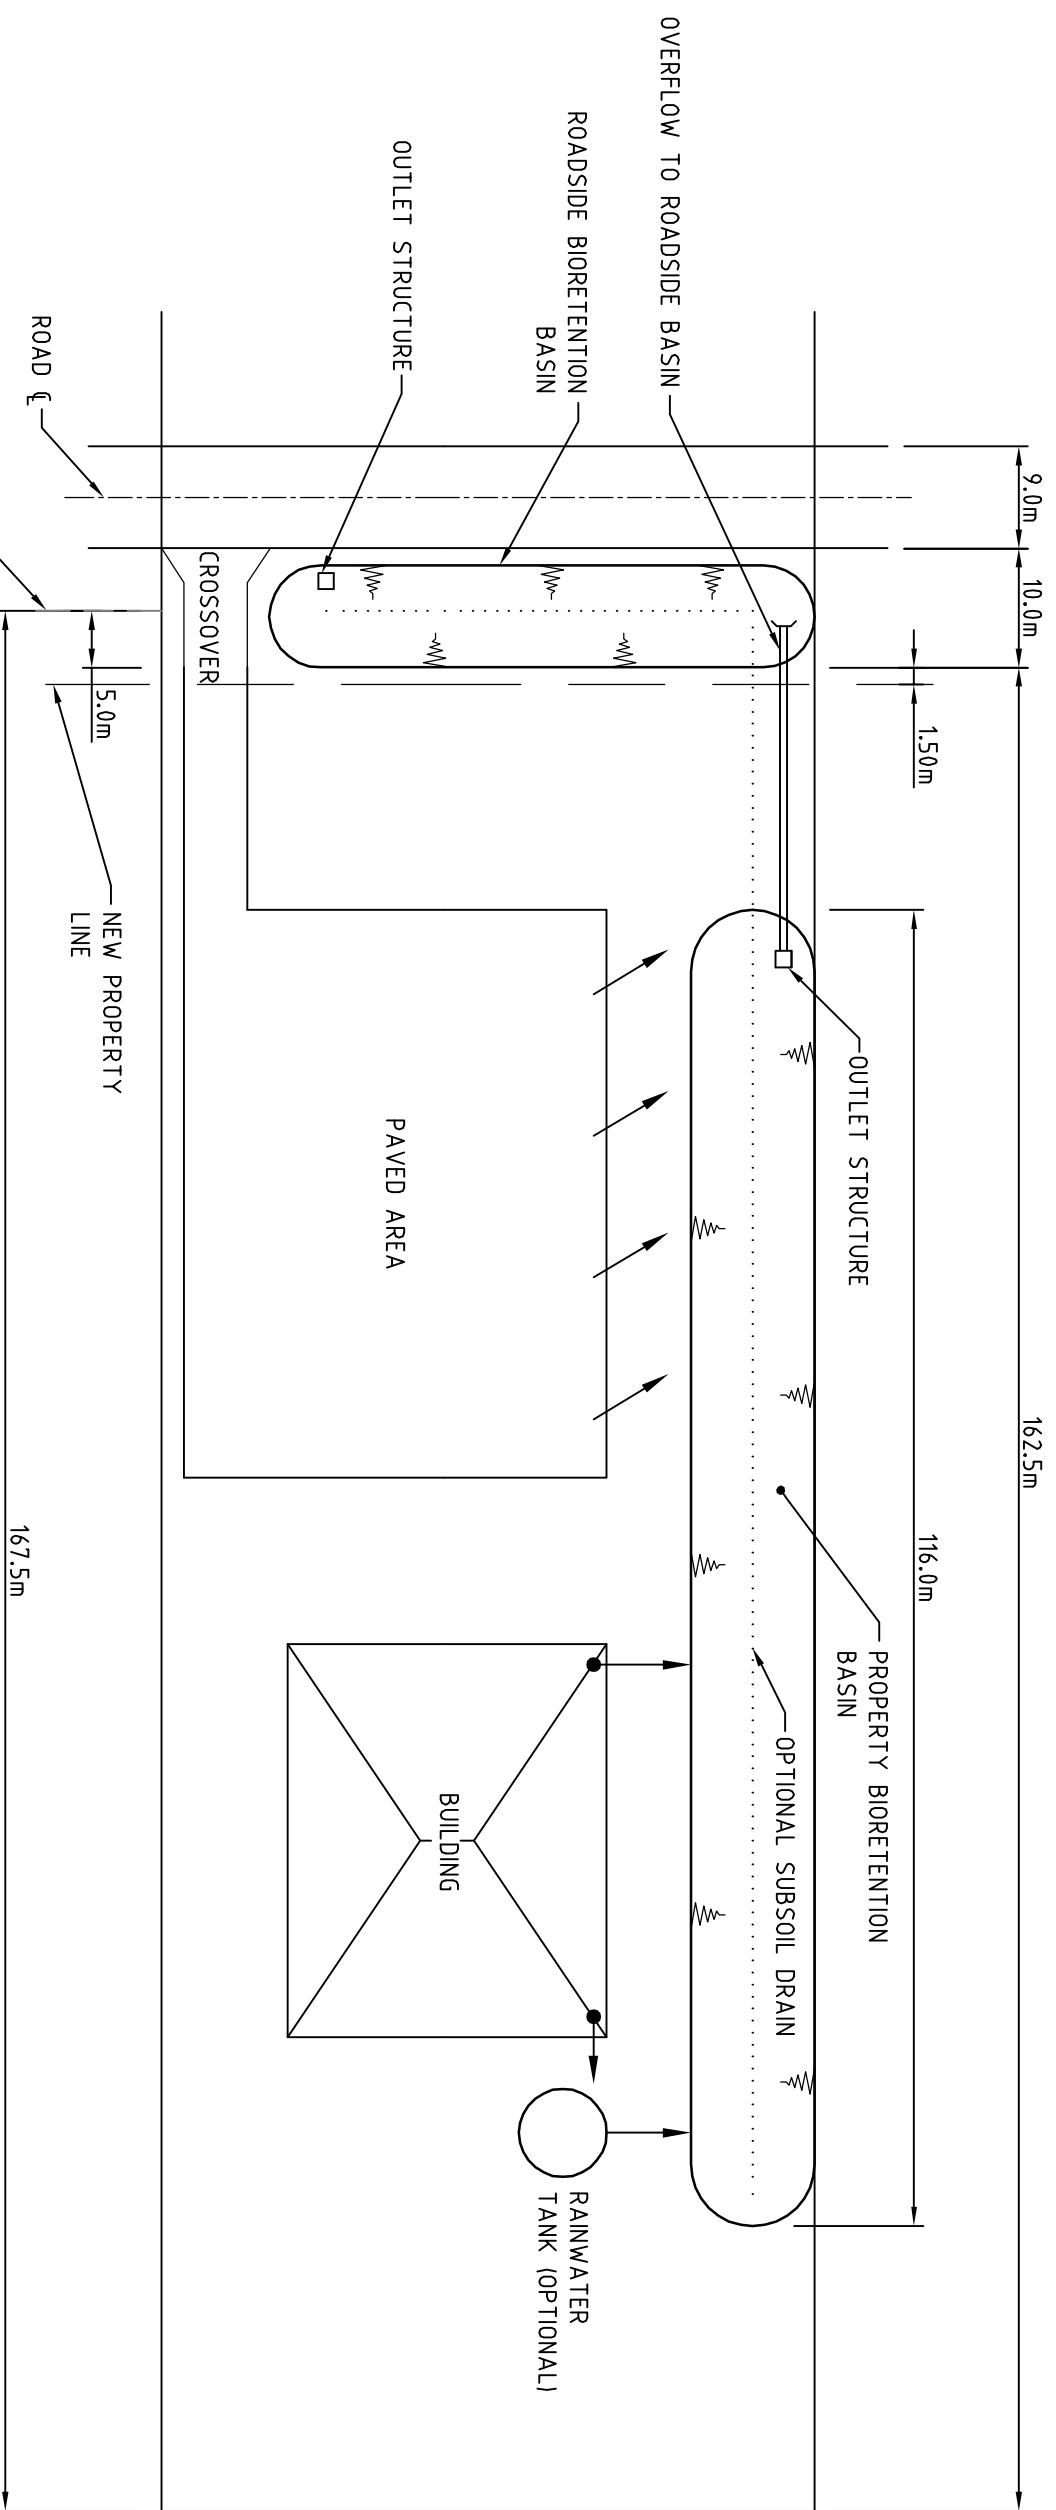 OVERFLOW TO ROADSIDE BASIN
ROADSIDE BIORETENTION
BASIN
OUTLET STRUCTURE
ROAD ℄
9.0m
10.0m
162.5m
1.50m
116.0m
CROSSOVER
5.0m
NEW PROPERTY
LINE
OUTLET STRUCTURE
PAVED AREA
PROPERTY BIORETENTION
BASIN
OPTIONAL SUBSOIL DRAIN
BUILDING
RAINWATER
TANK (OPTIONAL)
167.5m